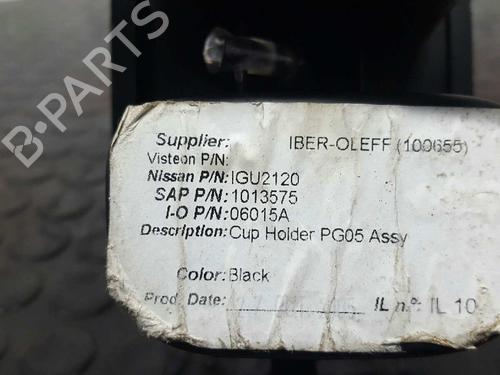 B-PARTS
Supplier: IBER-OLEFF (100655)
Visteon P/N:
Nissan P/N: IGU2120
SAP P/N: 1013575
I-O P/N: 06015A
Description: Cup Holder PG05 Assy
Color: Black
Prod. Date: IL nº: IL 10